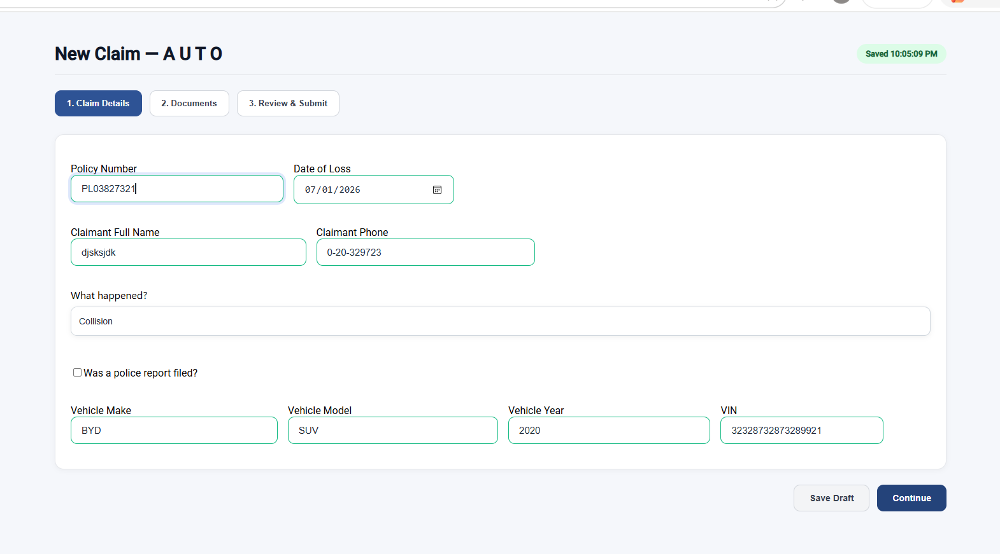 New Claim — A U T O
Saved 10:05:09 PM
1. Claim Details
2. Documents
3. Review & Submit
Policy Number
Date of Loss
PL03827321
07/01/2026
Claimant Full Name
Claimant Phone
djsksjdk
0-20-329723
What happened?
Collision
Was a police report filed?
Vehicle Make
Vehicle Model
Vehicle Year
VIN
BYD
SUV
2020
32328732873289921
Save Draft
Continue